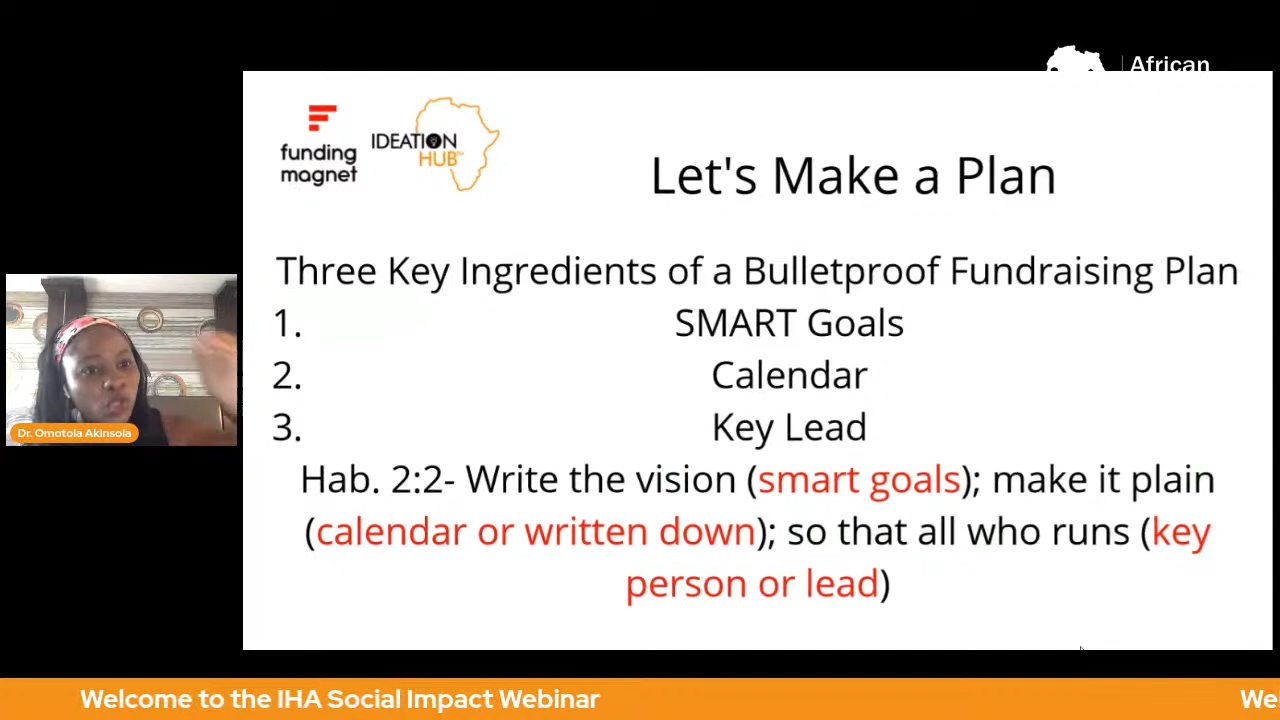 African
funding
magnet
IDEATION
HUB
Let's Make a Plan
Three Key Ingredients of a Bulletproof Fundraising Plan
1. SMART Goals
2. Calendar
3. Key Lead
Hab. 2:2- Write the vision (smart goals); make it plain
(calendar or written down); so that all who runs (key
person or lead)
Dr. Omotola Akinsola
Welcome to the IHA Social Impact Webinar
We